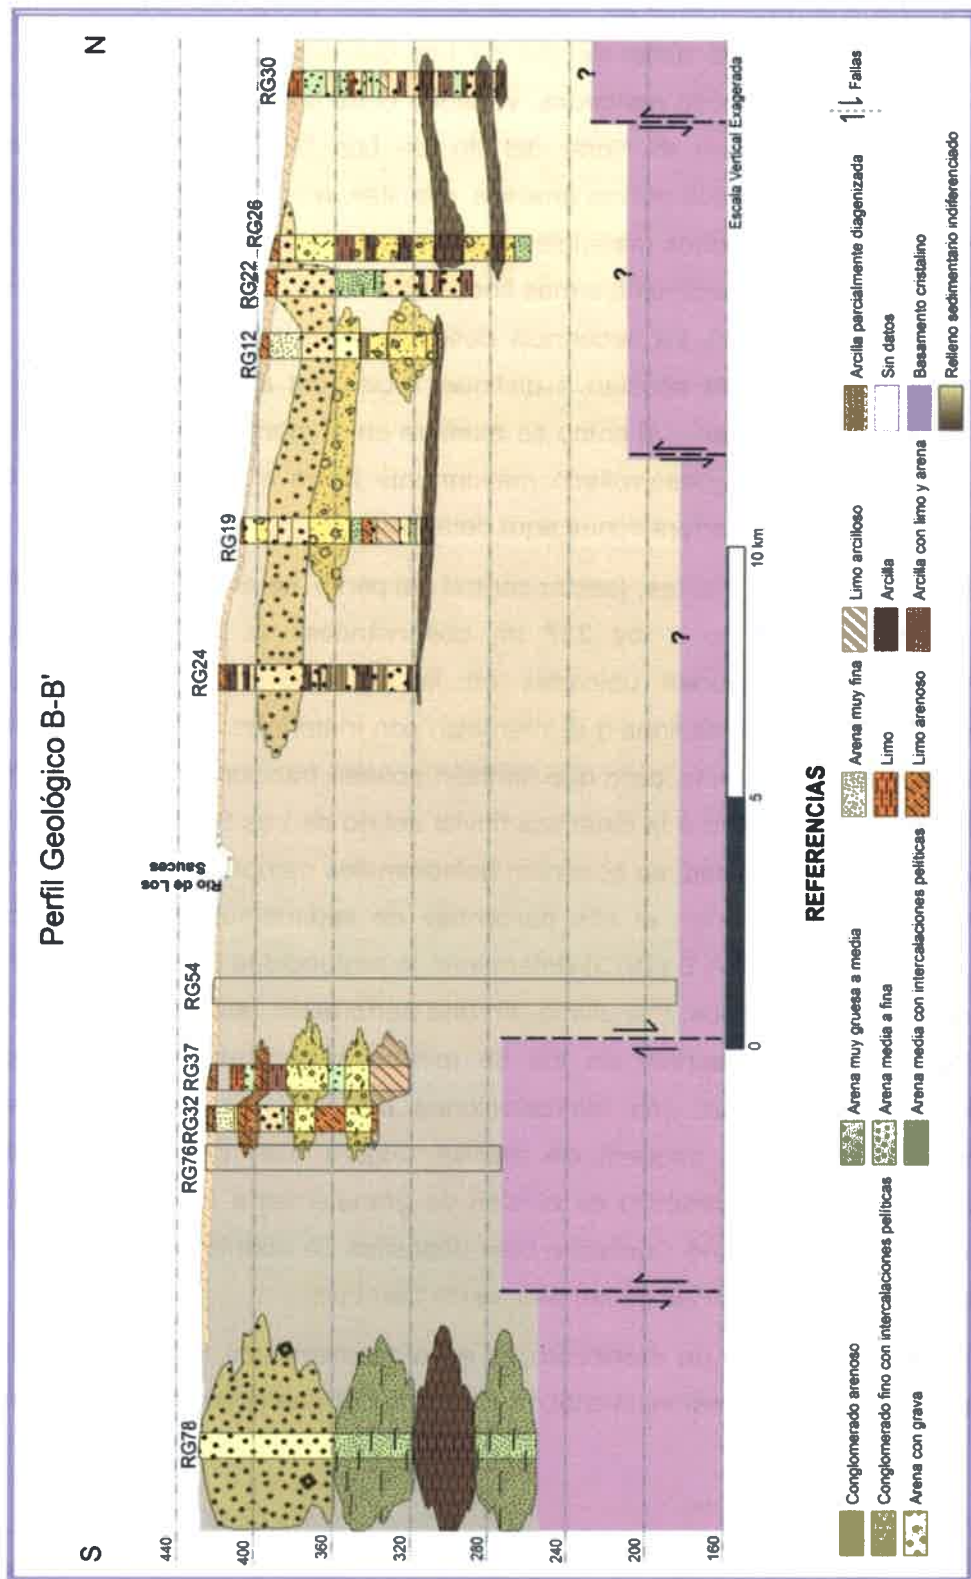 Perfil Geológico B-B'
S
N
RG78
RG76
RG32
RG37
RG54
Río de Los
Sauces
RG24
RG19
RG12
RG22
RG26
RG30
440
400
360
320
280
240
200
160
?
?
?
0
5
10 km
Escala Vertical Exagerada
REFERENCIAS
Conglomerado arenoso
Conglomerado fino con intercalaciones pelíticas
Arena con grava
Arena muy gruesa a media
Arena media a fina
Arena media con intercalaciones pelíticas
Arena muy fina
Limo
Limo arenoso
Limo arcilloso
Arcilla
Arcilla con limo y arena
Arcilla parcialmente diagenizada
Sin datos
Basamento cristalino
Relleno sedimentario indiferenciado
Fallas